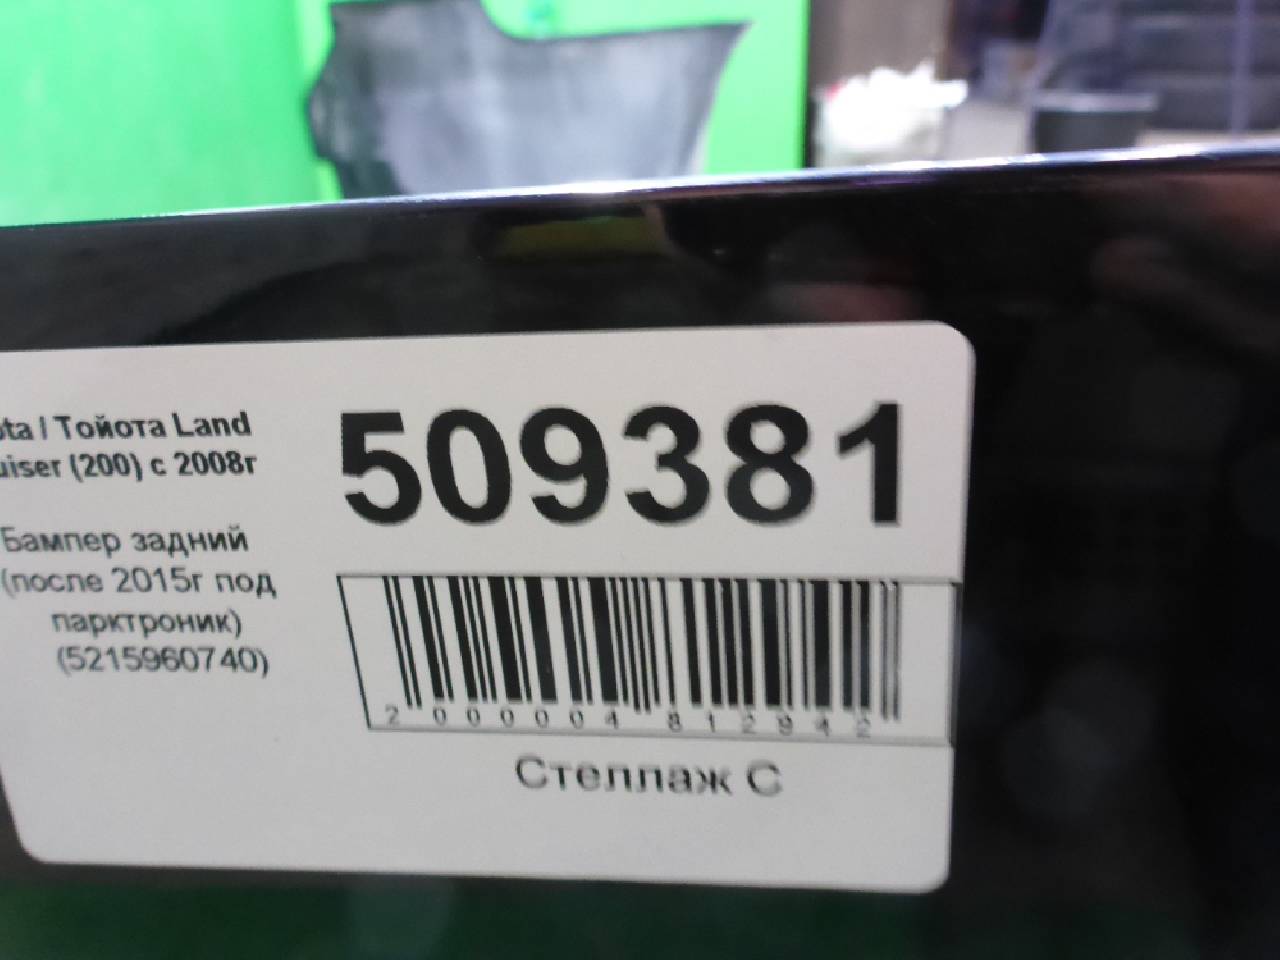 ota / Тойота Land
uiser (200) с 2008г
509381
Бампер задний
(после 2015г под
парктроник)
(5215960740)
2 000004 812942
Стеллаж С